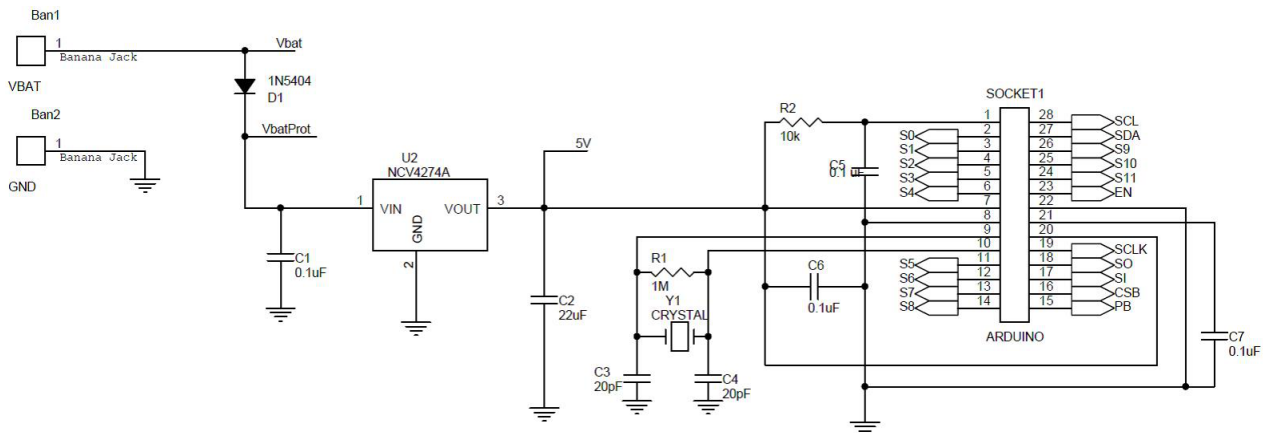 Ban1
1
Vbat
Banana Jack
VBAT
1N5404
D1
Ban2
VbatProt
1
Banana Jack
GND
U2
NCV4274A
1
VIN
VOUT
3
GND
2
C1
0.1uF
5V
C2
22uF
R2
10k
C5
0.1 uF
R1
1M
Y1
CRYSTAL
C3
20pF
C4
20pF
C6
0.1uF
SOCKET1
1 28 SCL
S0 2 27 SDA
S1 3 26 S9
S2 4 25 S10
S3 5 24 S11
S4 6 23 EN
7 22
8 21
9 20
10 19 SCLK
S5 11 18 SO
S6 12 17 SI
S7 13 16 CSB
S8 14 15 PB
ARDUINO
C7
0.1uF